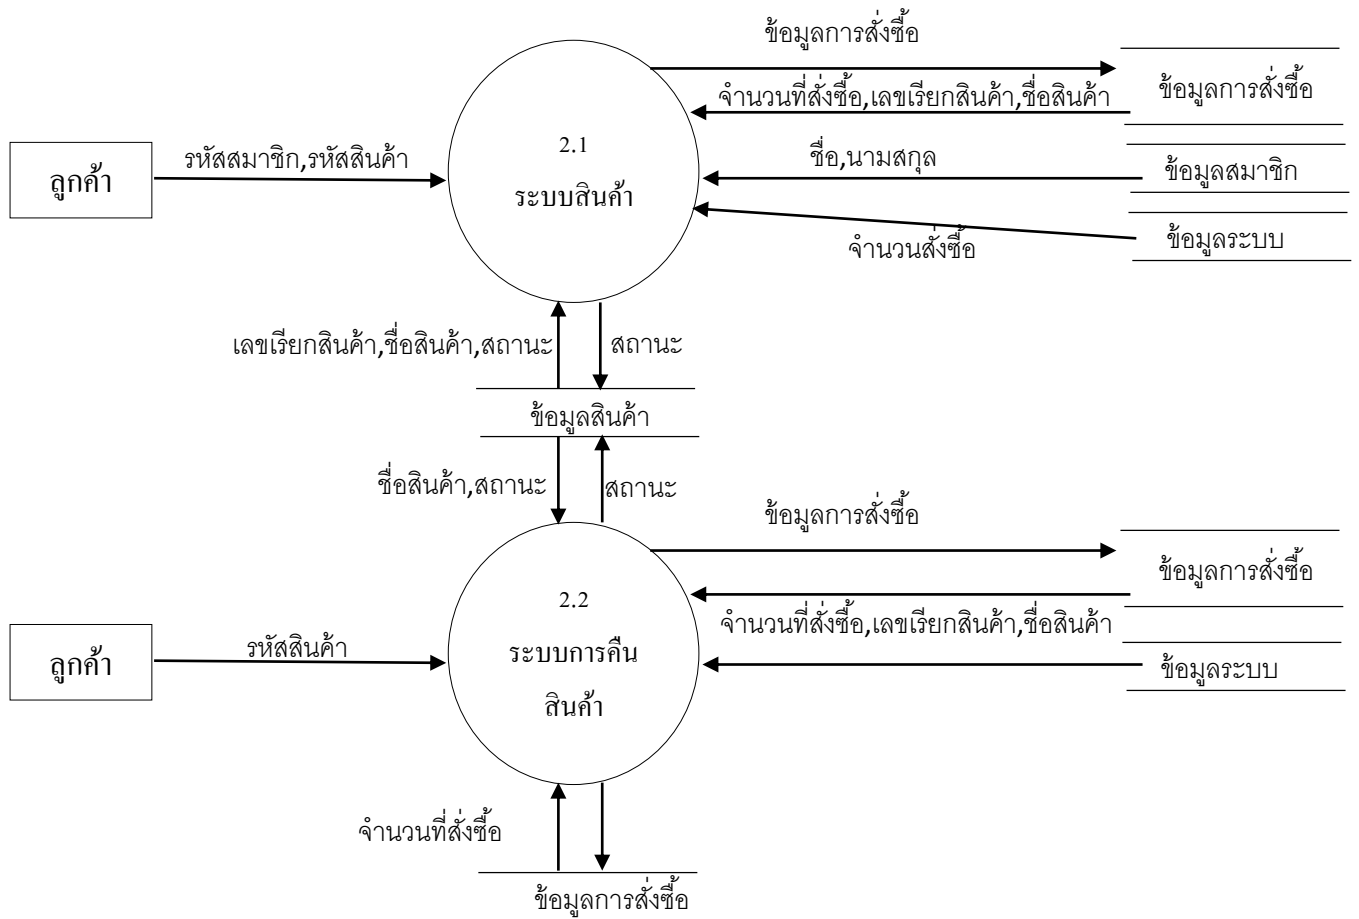 ข้อมูลการสั่งซื้อ
ข้อมูลการสั่งซื้อ
จำนวนที่สั่งซื้อ,เลขเรียกสินค้า,ชื่อสินค้า
2.1
ระบบสินค้า
ลูกค้า
รหัสสมาชิก,รหัสสินค้า
ชื่อ,นามสกุล
ข้อมูลสมาชิก
จำนวนสั่งซื้อ
ข้อมูลระบบ
เลขเรียกสินค้า,ชื่อสินค้า,สถานะ
สถานะ
ข้อมูลสินค้า
ชื่อสินค้า,สถานะ
สถานะ
ข้อมูลการสั่งซื้อ
ข้อมูลการสั่งซื้อ
จำนวนที่สั่งซื้อ,เลขเรียกสินค้า,ชื่อสินค้า
2.2
ระบบการคืน
สินค้า
ลูกค้า
รหัสสินค้า
ข้อมูลระบบ
จำนวนที่สั่งซื้อ
ข้อมูลการสั่งซื้อ